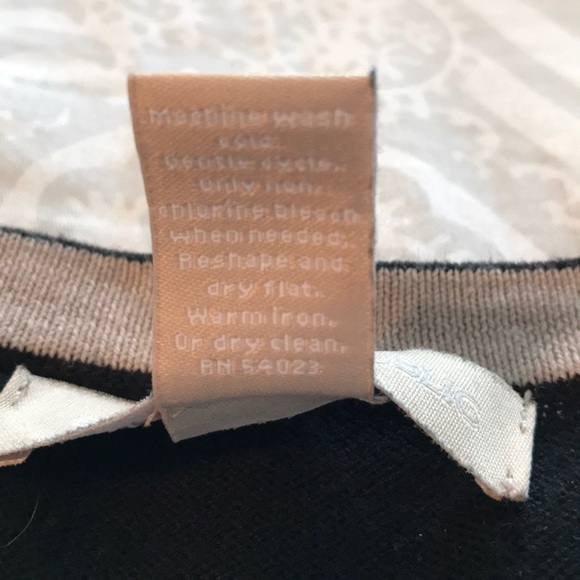 Machine wash
cold.
Gentle cycle.
Only non.
chlorine bleach
when needed.
Reshape and
dry flat.
Warm iron.
Or dry clean.
RN 54023